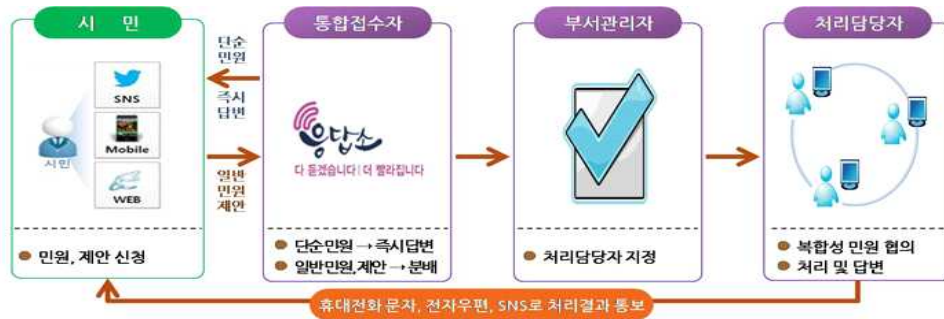 시 민
통합접수자
부서관리자
처리담당자
단순
민원
즉시
답변
SNS
Mobile
WEB
시민
일반
민원
제안
응답소
다 듣겠습니다! 더 빨라집니다
민원, 제안 신청
단순민원 → 즉시답변
일반민원,제안 → 분배
처리담당자 지정
복합성 민원 협의
처리 및 답변
휴대전화 문자, 전자우편, SNS로 처리결과 통보